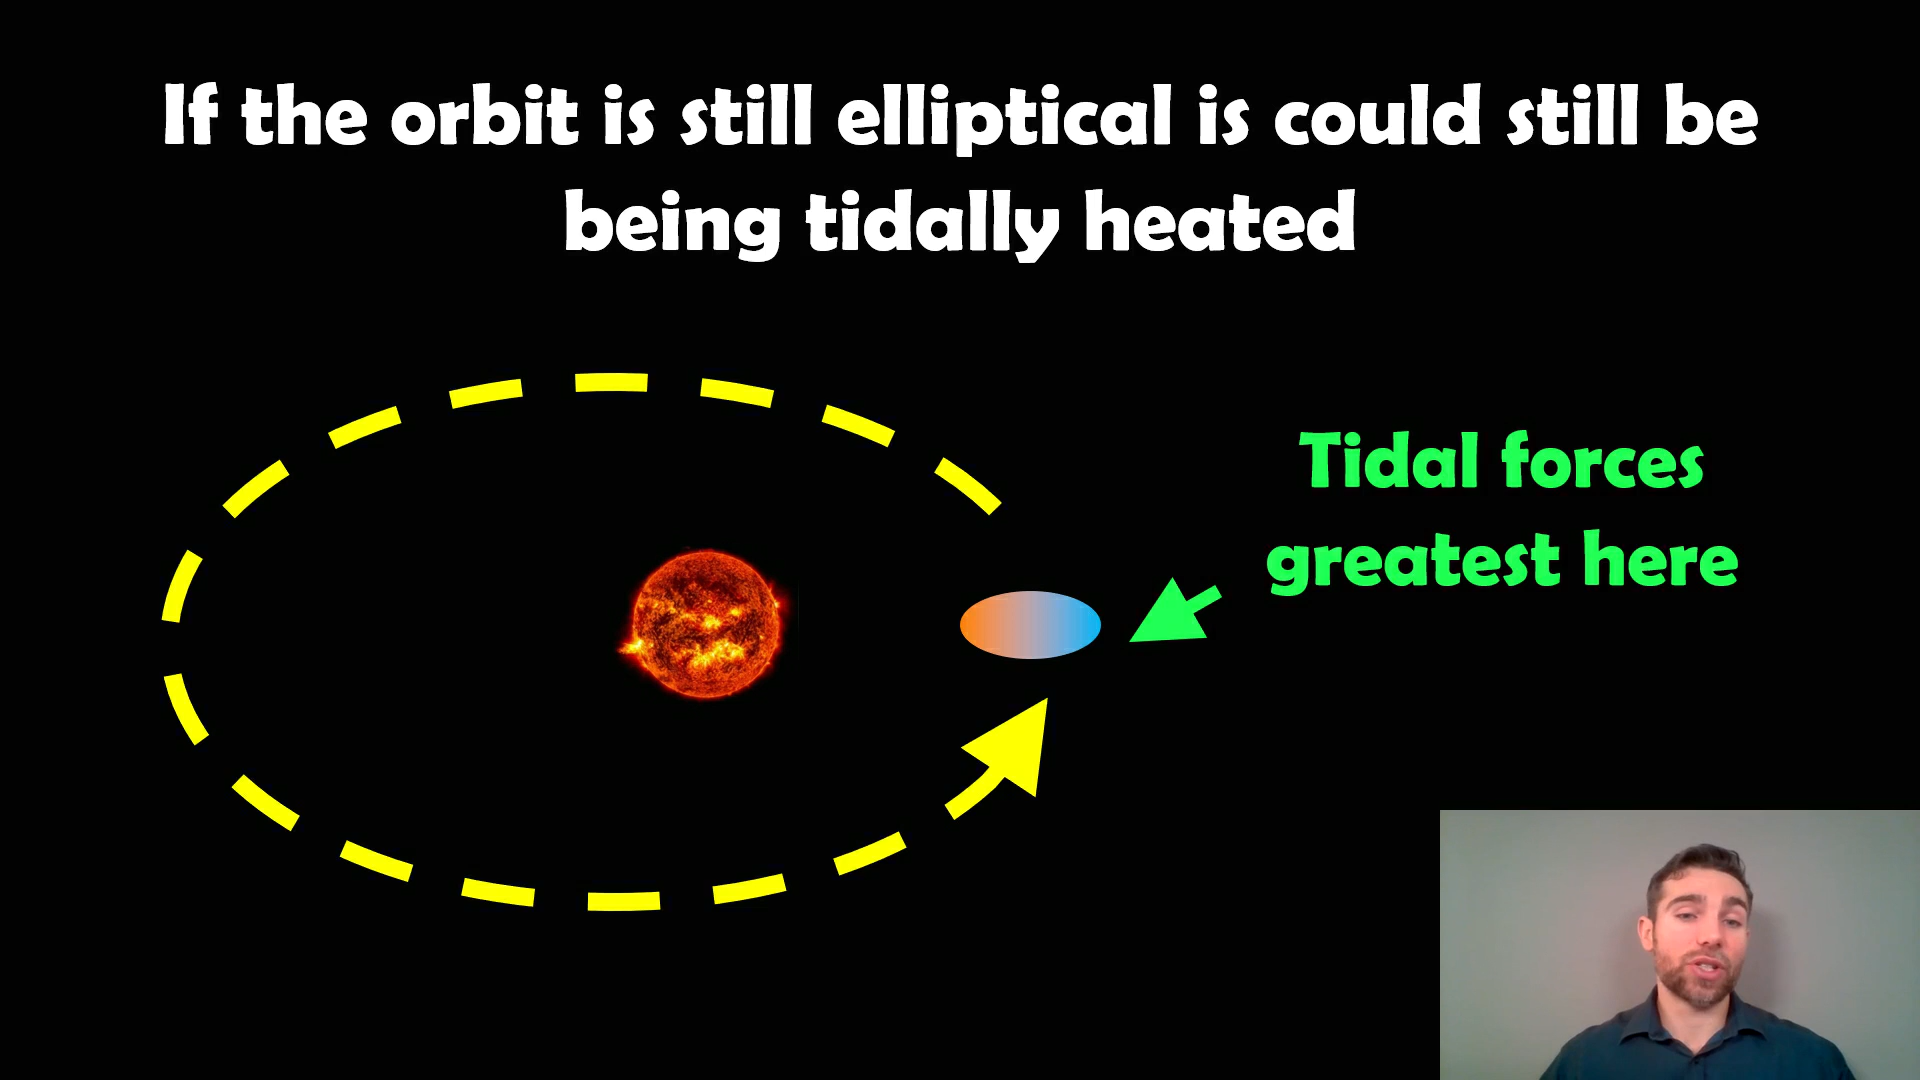 If the orbit is still elliptical is could still be
being tidally heated
Tidal forces
greatest here